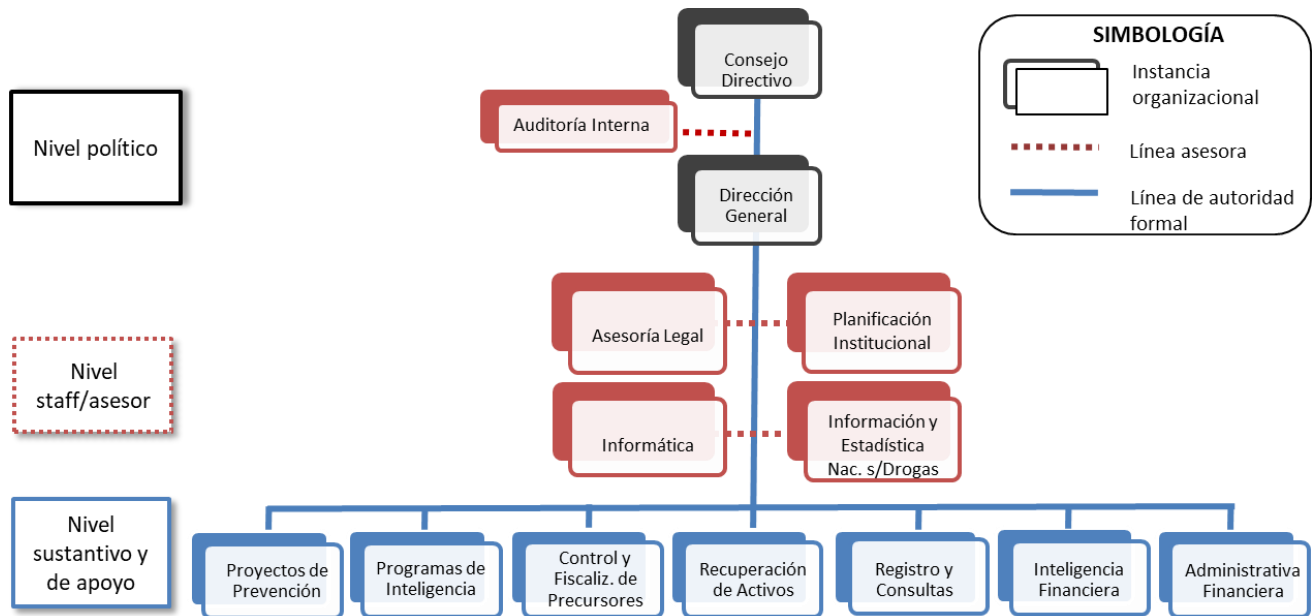 Consejo
Directivo
Auditoría Interna
Nivel político
Dirección
General
SIMBOLOGÍA
Instancia
organizacional
Línea asesora
Línea de autoridad
formal
Asesoría Legal
Planificación
Institucional
Nivel
staff/asesor
Informática
Información y
Estadística
Nac. s/Drogas
Nivel
sustantivo y
de apoyo
Proyectos de
Prevención
Programas de
Inteligencia
Control y
Fiscaliz. de
Precursores
Recuperación
de Activos
Registro y
Consultas
Inteligencia
Financiera
Administrativa
Financiera